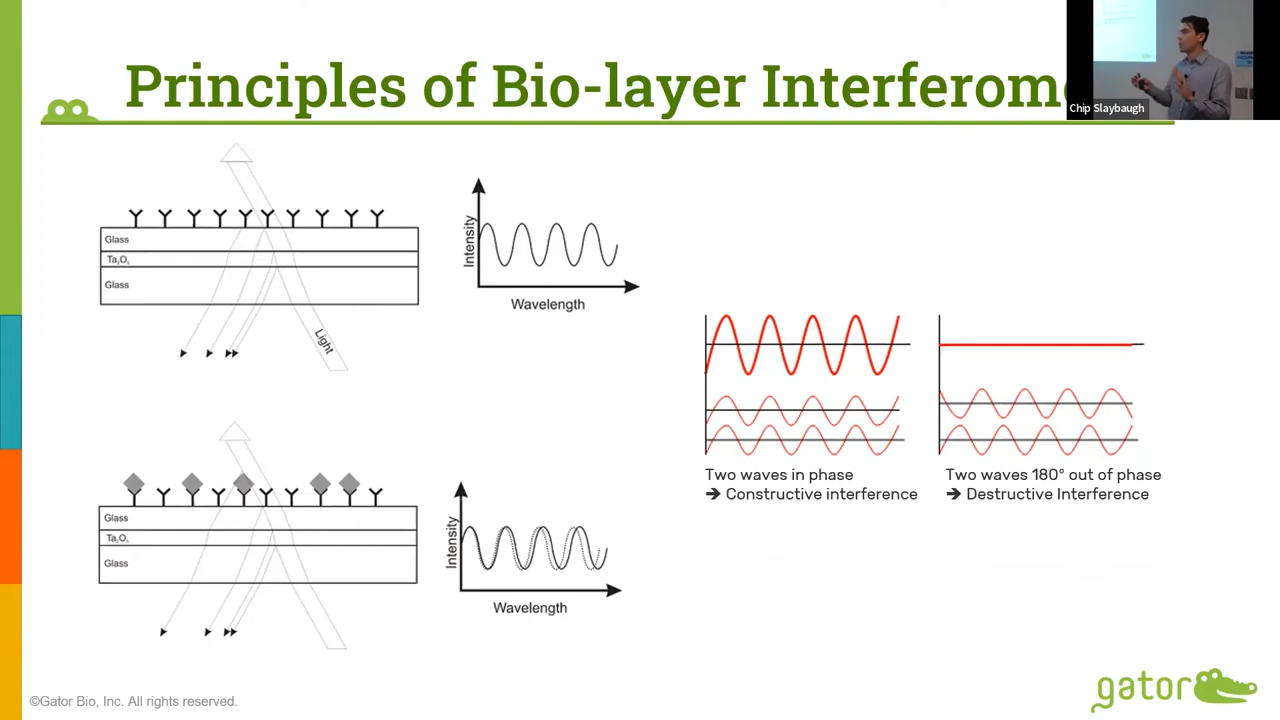 Principles of Bio-layer Interferom
Chip Slaybaugh
Glass
Ta₂O₅
Glass
Light
Intensity
Wavelength
Glass
Ta₂O₅
Glass
Intensity
Wavelength
Two waves in phase
➔ Constructive interference
Two waves 180° out of phase
➔ Destructive Interference
©Gator Bio, Inc. All rights reserved.
gator